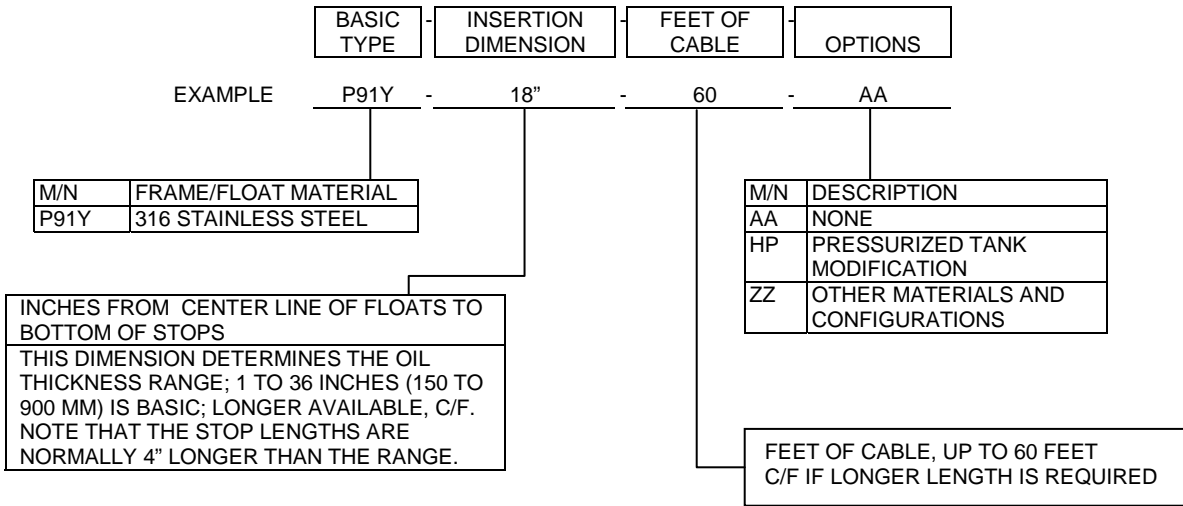 BASIC TYPE - INSERTION DIMENSION - FEET OF CABLE - OPTIONS
EXAMPLE P91Y - 18” - 60 - AA
M/N FRAME/FLOAT MATERIAL
P91Y 316 STAINLESS STEEL
M/N DESCRIPTION
AA NONE
HP PRESSURIZED TANK
MODIFICATION
ZZ OTHER MATERIALS AND
CONFIGURATIONS
INCHES FROM CENTER LINE OF FLOATS TO
BOTTOM OF STOPS
THIS DIMENSION DETERMINES THE OIL
THICKNESS RANGE; 1 TO 36 INCHES (150 TO
900 MM) IS BASIC; LONGER AVAILABLE, C/F.
NOTE THAT THE STOP LENGTHS ARE
NORMALLY 4” LONGER THAN THE RANGE.
FEET OF CABLE, UP TO 60 FEET
C/F IF LONGER LENGTH IS REQUIRED